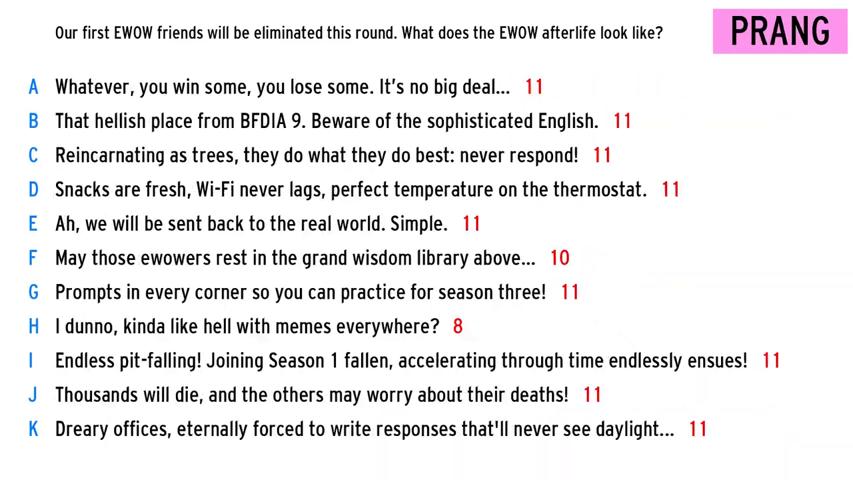 Our first EWOW friends will be eliminated this round. What does the EWOW afterlife look like?
PRANG
A Whatever, you win some, you lose some. It's no big deal... 11
B That hellish place from BFDIA 9. Beware of the sophisticated English. 11
C Reincarnating as trees, they do what they do best: never respond! 11
D Snacks are fresh, Wi-Fi never lags, perfect temperature on the thermostat. 11
E Ah, we will be sent back to the real world. Simple. 11
F May those ewowers rest in the grand wisdom library above... 10
G Prompts in every corner so you can practice for season three! 11
H I dunno, kinda like hell with memes everywhere? 8
I Endless pit-falling! Joining Season 1 fallen, accelerating through time endlessly ensues! 11
J Thousands will die, and the others may worry about their deaths! 11
K Dreary offices, eternally forced to write responses that'll never see daylight... 11